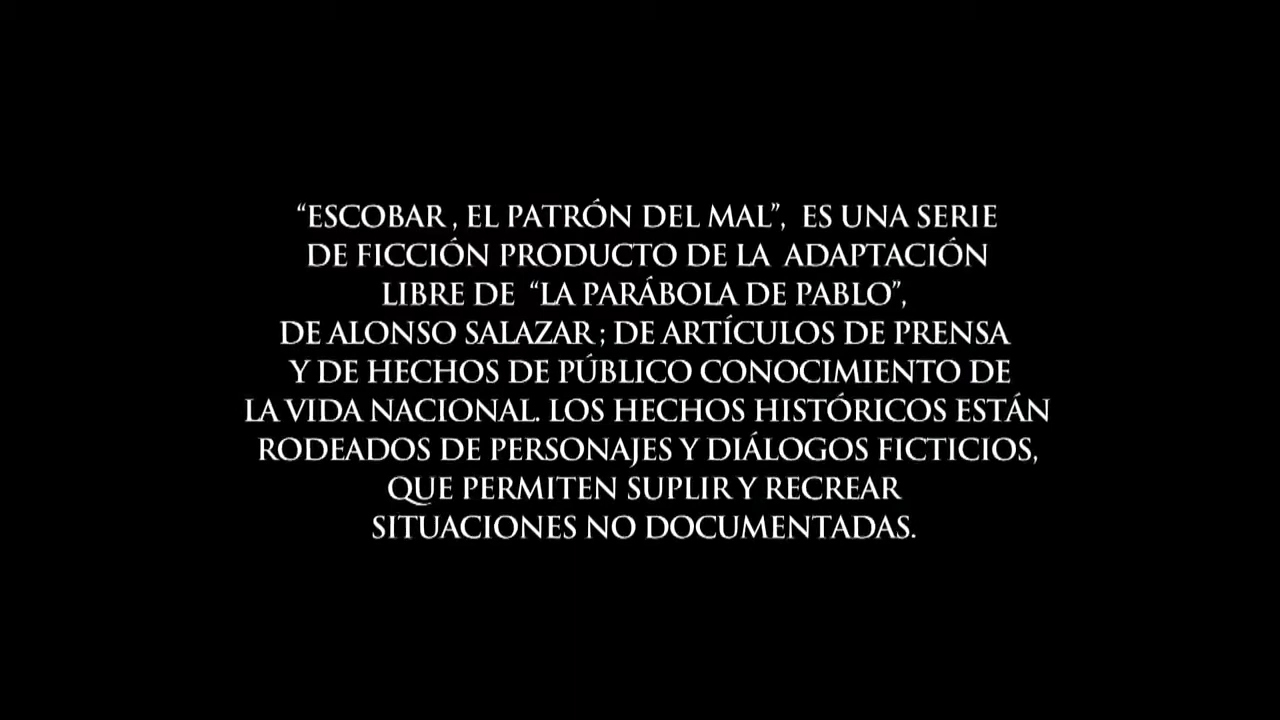 “ESCOBAR , EL PATRÓN DEL MAL”, ES UNA SERIE
DE FICCIÓN PRODUCTO DE LA ADAPTACIÓN
LIBRE DE “LA PARÁBOLA DE PABLO”,
DE ALONSO SALAZAR ; DE ARTÍCULOS DE PRENSA
Y DE HECHOS DE PÚBLICO CONOCIMIENTO DE
LA VIDA NACIONAL. LOS HECHOS HISTÓRICOS ESTÁN
RODEADOS DE PERSONAJES Y DIÁLOGOS FICTICIOS,
QUE PERMITEN SUPLIR Y RECREAR
SITUACIONES NO DOCUMENTADAS.